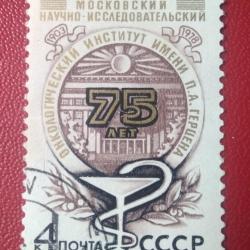 МОСКОВСКИЙ
НАУЧНО-ИССЛЕДОВАТЕЛЬСКИЙ
ОНКОЛОГИЧЕСКИЙ ИНСТИТУТ ИМЕНИ П.А. ГЕРЦЕНА
1903 1978
75
ЛЕТ
4 ПОЧТА СССР